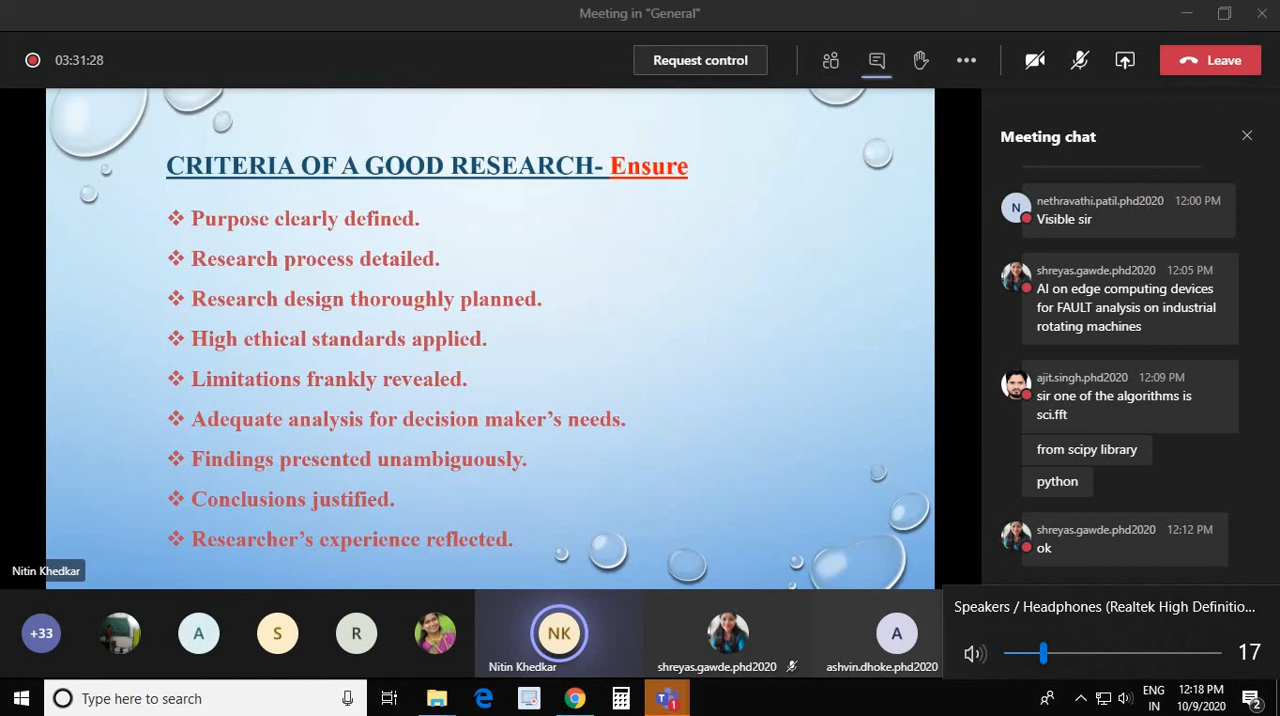 Meeting in "General"
03:31:28
Request control
Leave
CRITERIA OF A GOOD RESEARCH- Ensure
Purpose clearly defined.
Research process detailed.
Research design thoroughly planned.
High ethical standards applied.
Limitations frankly revealed.
Adequate analysis for decision maker's needs.
Findings presented unambiguously.
Conclusions justified.
Researcher's experience reflected.
Nitin Khedkar
Meeting chat
N
nethravathi.patil.phd2020 12:00 PM
Visible sir
shreyas.gawde.phd2020 12:05 PM
AI on edge computing devices
for FAULT analysis on industrial
rotating machines
ajit.singh.phd2020 12:09 PM
sir one of the algorithms is
sci.fft
from scipy library
python
shreyas.gawde.phd2020 12:12 PM
ok
+33
A
S
R
NK
Nitin Khedkar
shreyas.gawde.phd2020
A
ashvin.dhoke.phd2020
Speakers / Headphones (Realtek High Definitio...
17
Type here to search
1
ENG
IN
12:18 PM
10/9/2020
2